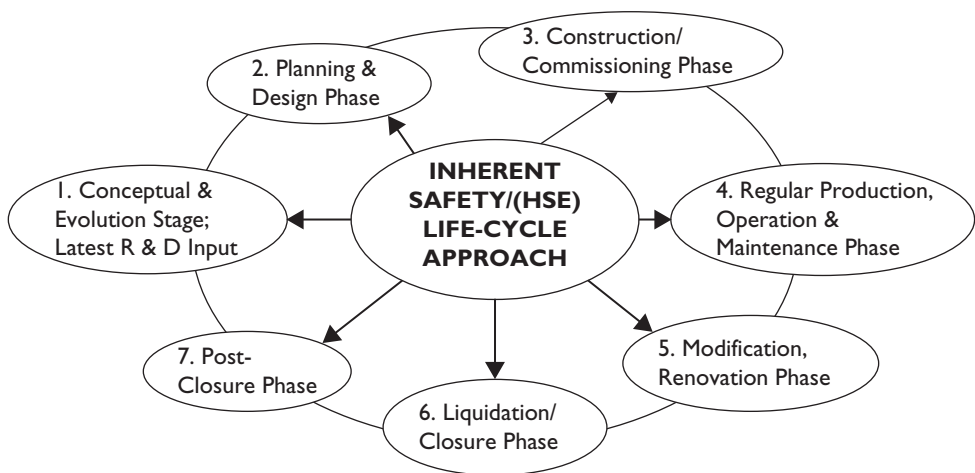 3. Construction/
Commissioning Phase
2. Planning &
Design Phase
INHERENT
SAFETY/(HSE)
LIFE-CYCLE
APPROACH
1. Conceptual &
Evolution Stage;
Latest R & D Input
4. Regular Production,
Operation &
Maintenance Phase
7. Post-
Closure Phase
5. Modification,
Renovation Phase
6. Liquidation/
Closure Phase